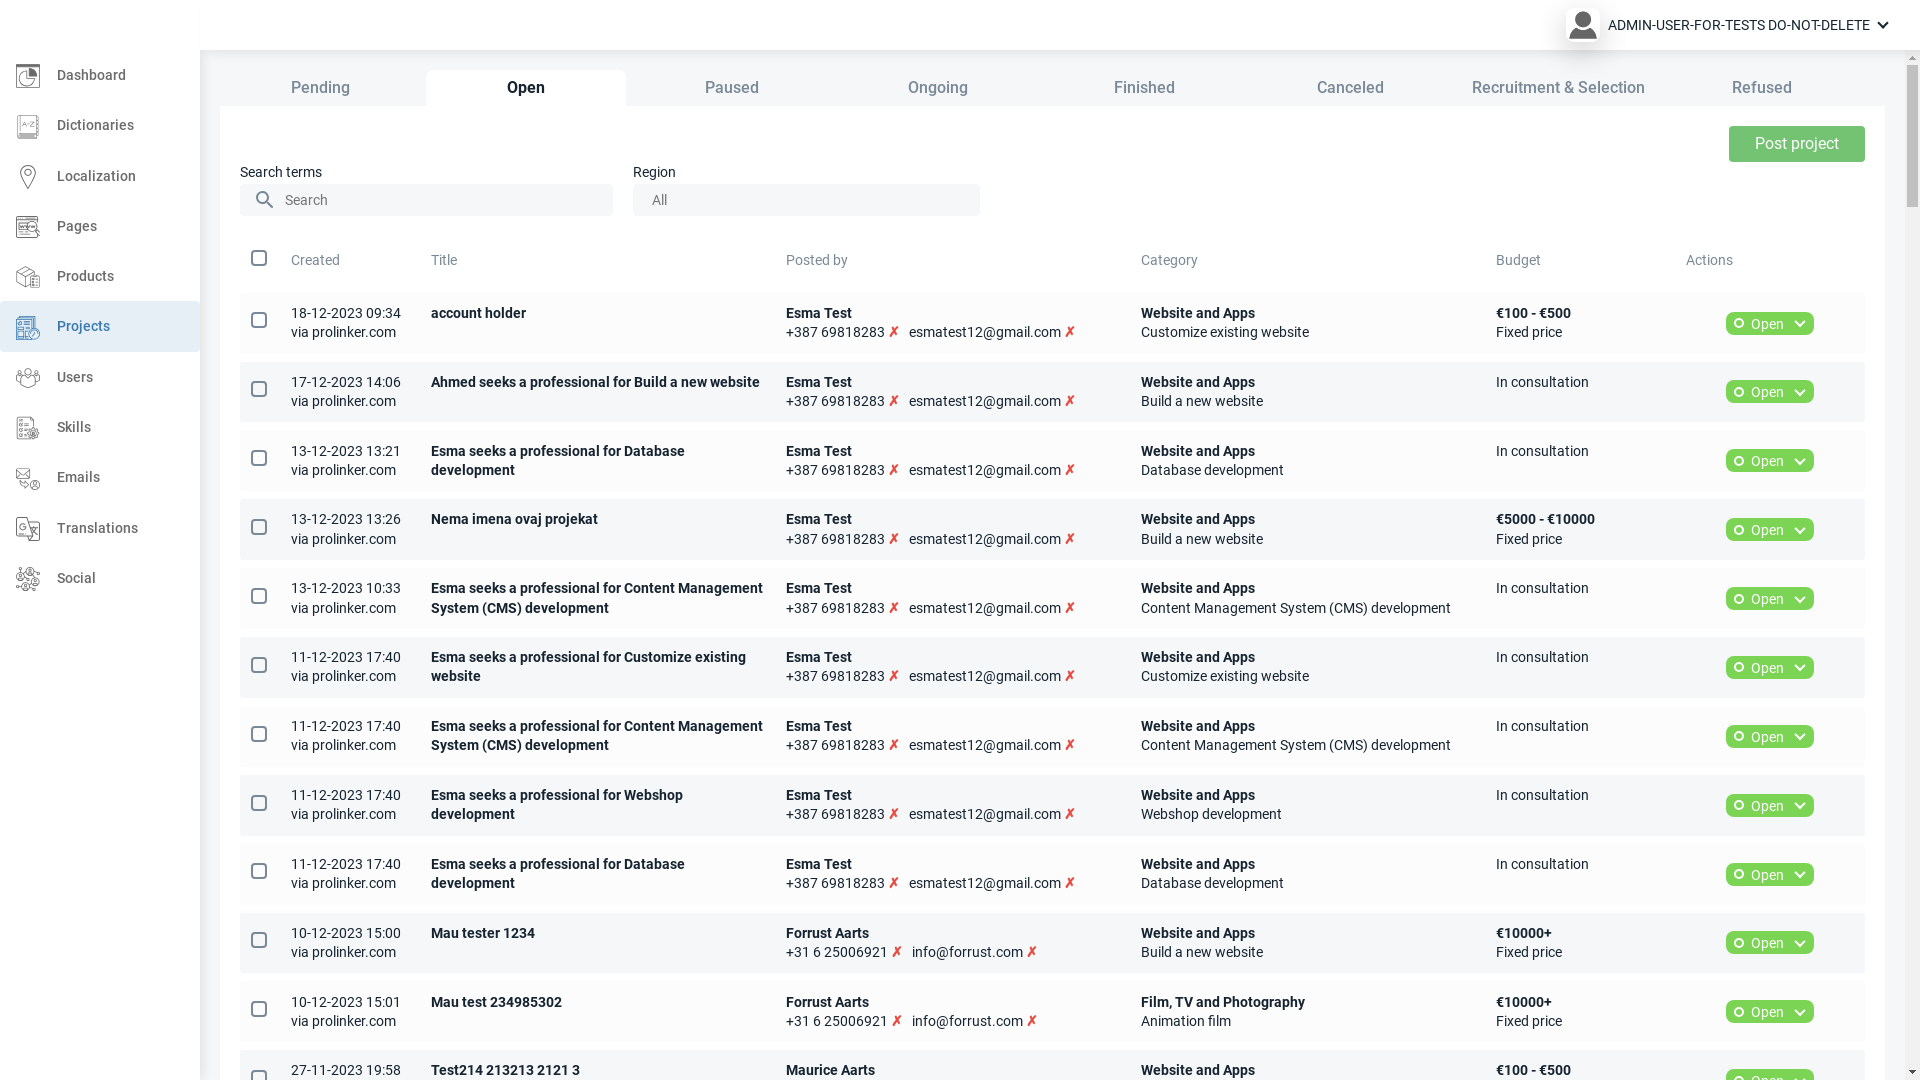 ADMIN-USER-FOR-TESTS DO-NOT-DELETE
Dashboard
Dictionaries
Localization
Pages
Products
Projects
Users
Skills
Emails
Translations
Social
Pending Open Paused Ongoing Finished Canceled Recruitment & Selection Refused
Post project
Search terms Region
Search All
Created Title Posted by Category Budget Actions
18-12-2023 09:34 account holder Esma Test Website and Apps €100 - €500
via prolinker.com +387 69818283 ✗ esmatest12@gmail.com ✗ Customize existing website Fixed price
Open
17-12-2023 14:06 Ahmed seeks a professional for Build a new website Esma Test Website and Apps In consultation
via prolinker.com +387 69818283 ✗ esmatest12@gmail.com ✗ Build a new website
Open
13-12-2023 13:21 Esma seeks a professional for Database Esma Test Website and Apps In consultation
via prolinker.com development +387 69818283 ✗ esmatest12@gmail.com ✗ Database development
Open
13-12-2023 13:26 Nema imena ovaj projekat Esma Test Website and Apps €5000 - €10000
via prolinker.com +387 69818283 ✗ esmatest12@gmail.com ✗ Build a new website Fixed price
Open
13-12-2023 10:33 Esma seeks a professional for Content Management Esma Test Website and Apps In consultation
via prolinker.com System (CMS) development +387 69818283 ✗ esmatest12@gmail.com ✗ Content Management System (CMS) development
Open
11-12-2023 17:40 Esma seeks a professional for Customize existing Esma Test Website and Apps In consultation
via prolinker.com website +387 69818283 ✗ esmatest12@gmail.com ✗ Customize existing website
Open
11-12-2023 17:40 Esma seeks a professional for Content Management Esma Test Website and Apps In consultation
via prolinker.com System (CMS) development +387 69818283 ✗ esmatest12@gmail.com ✗ Content Management System (CMS) development
Open
11-12-2023 17:40 Esma seeks a professional for Webshop Esma Test Website and Apps In consultation
via prolinker.com development +387 69818283 ✗ esmatest12@gmail.com ✗ Webshop development
Open
11-12-2023 17:40 Esma seeks a professional for Database Esma Test Website and Apps In consultation
via prolinker.com development +387 69818283 ✗ esmatest12@gmail.com ✗ Database development
Open
10-12-2023 15:00 Mau tester 1234 Forrust Aarts Website and Apps €10000+
via prolinker.com +31 6 25006921 ✗ info@forrust.com ✗ Build a new website Fixed price
Open
10-12-2023 15:01 Mau test 234985302 Forrust Aarts Film, TV and Photography €10000+
via prolinker.com +31 6 25006921 ✗ info@forrust.com ✗ Animation film Fixed price
Open
27-11-2023 19:58 Test214 213213 2121 3 Maurice Aarts Website and Apps €100 - €500
Open